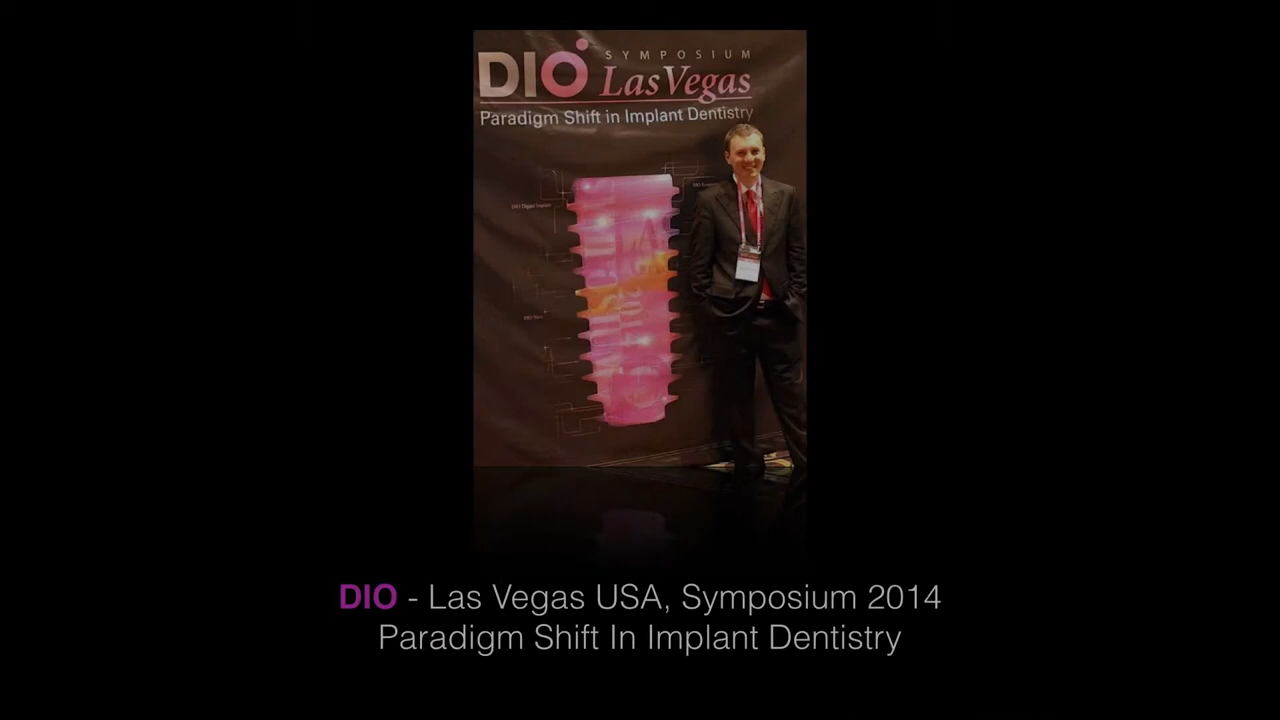 DIO SYMPOSIUM
Las Vegas
Paradigm Shift in Implant Dentistry
DIO - Las Vegas USA, Symposium 2014
Paradigm Shift In Implant Dentistry